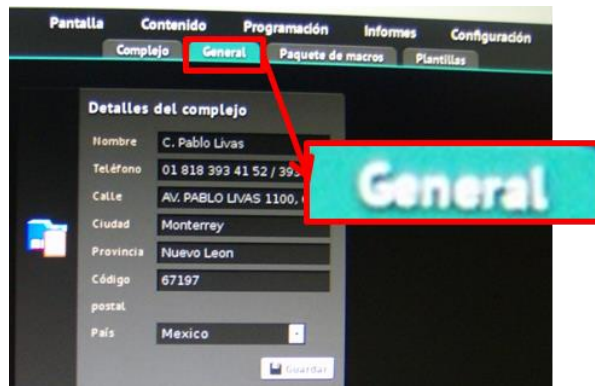 Pantalla Contenido Programación Informes Configuración
Complejo General Paquete de macros Plantillas
Detalles del complejo
Nombre C. Pablo Livas
Teléfono 01 818 393 41 52 / 393
Calle AV. PABLO LIVAS 1100,
Ciudad Monterrey
Provincia Nuevo Leon
Código postal 67197
País Mexico
Guardar
General